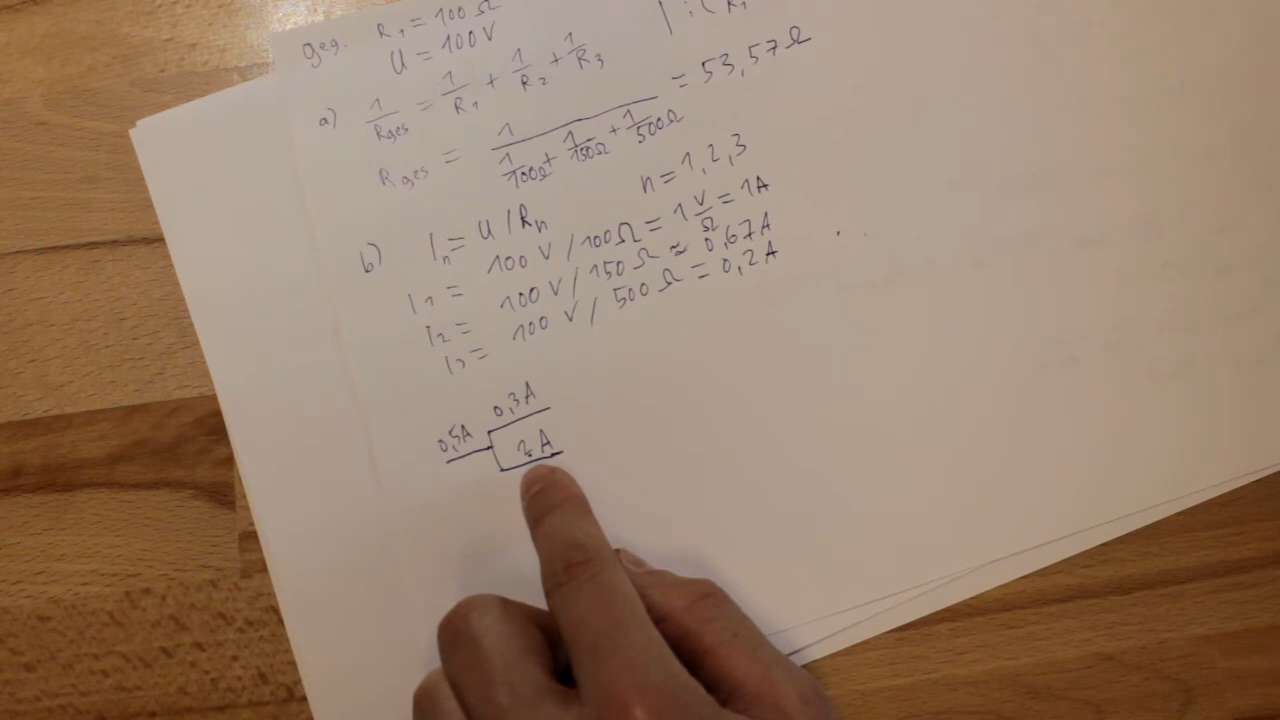 geg. R₁ = 100 Ω
U = 100 V
a) 1/Rges = 1/R₁ + 1/R₂ + 1/R₃
Rges = 1/(1/100Ω + 1/150Ω + 1/500Ω) = 53,57 Ω
b) Iₙ = U / Rₙ n = 1, 2, 3
I₁ = 100 V / 100 Ω = 1 V/Ω = 1A
I₂ = 100 V / 150 Ω ≈ 0,67 A
I₃ = 100 V / 500 Ω = 0,2 A
0,3 A
0,5A
2 A